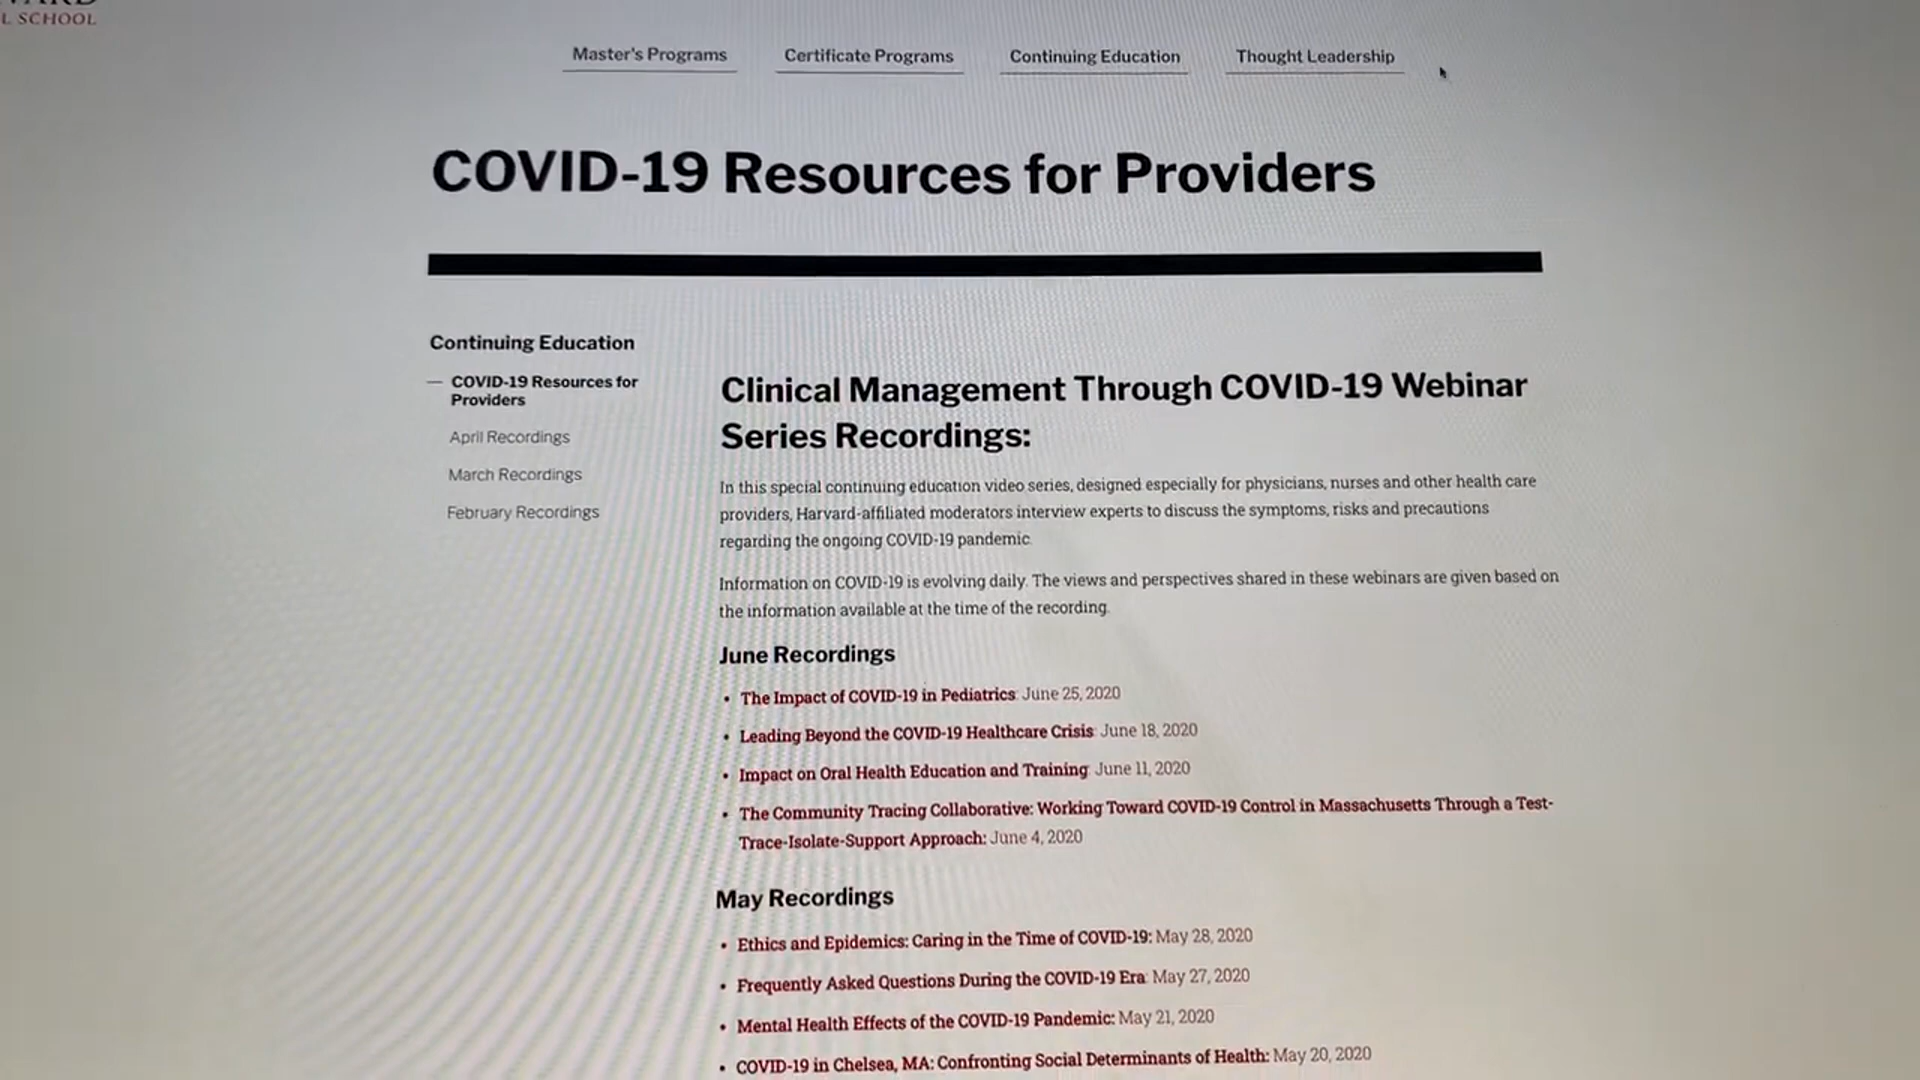 L SCHOOL
Master's Programs
Certificate Programs
Continuing Education
Thought Leadership
COVID-19 Resources for Providers
Continuing Education
— COVID-19 Resources for
Providers
April Recordings
March Recordings
February Recordings
Clinical Management Through COVID-19 Webinar
Series Recordings:
In this special continuing education video series, designed especially for physicians, nurses and other health care
providers, Harvard-affiliated moderators interview experts to discuss the symptoms, risks and precautions
regarding the ongoing COVID-19 pandemic.
Information on COVID-19 is evolving daily. The views and perspectives shared in these webinars are given based on
the information available at the time of the recording.
June Recordings
• The Impact of COVID-19 in Pediatrics: June 25, 2020
• Leading Beyond the COVID-19 Healthcare Crisis: June 18, 2020
• Impact on Oral Health Education and Training: June 11, 2020
• The Community Tracing Collaborative: Working Toward COVID-19 Control in Massachusetts Through a Test-
Trace-Isolate-Support Approach: June 4, 2020
May Recordings
• Ethics and Epidemics: Caring in the Time of COVID-19: May 28, 2020
• Frequently Asked Questions During the COVID-19 Era: May 27, 2020
• Mental Health Effects of the COVID-19 Pandemic: May 21, 2020
• COVID-19 in Chelsea, MA: Confronting Social Determinants of Health: May 20, 2020